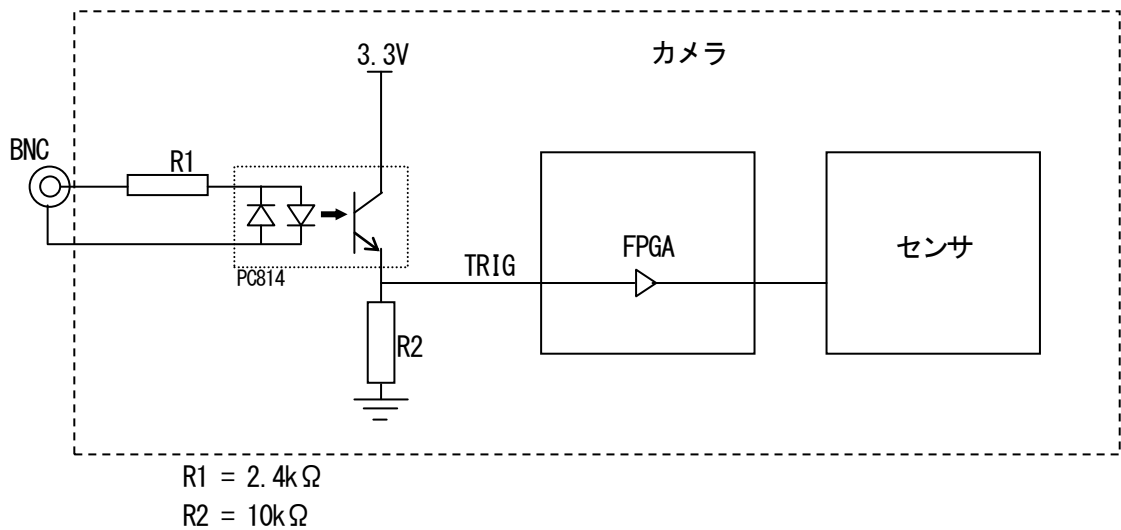 カメラ
3.3V
BNC
R1
PC814
TRIG
FPGA
センサ
R2
R1 = 2.4kΩ
R2 = 10kΩ